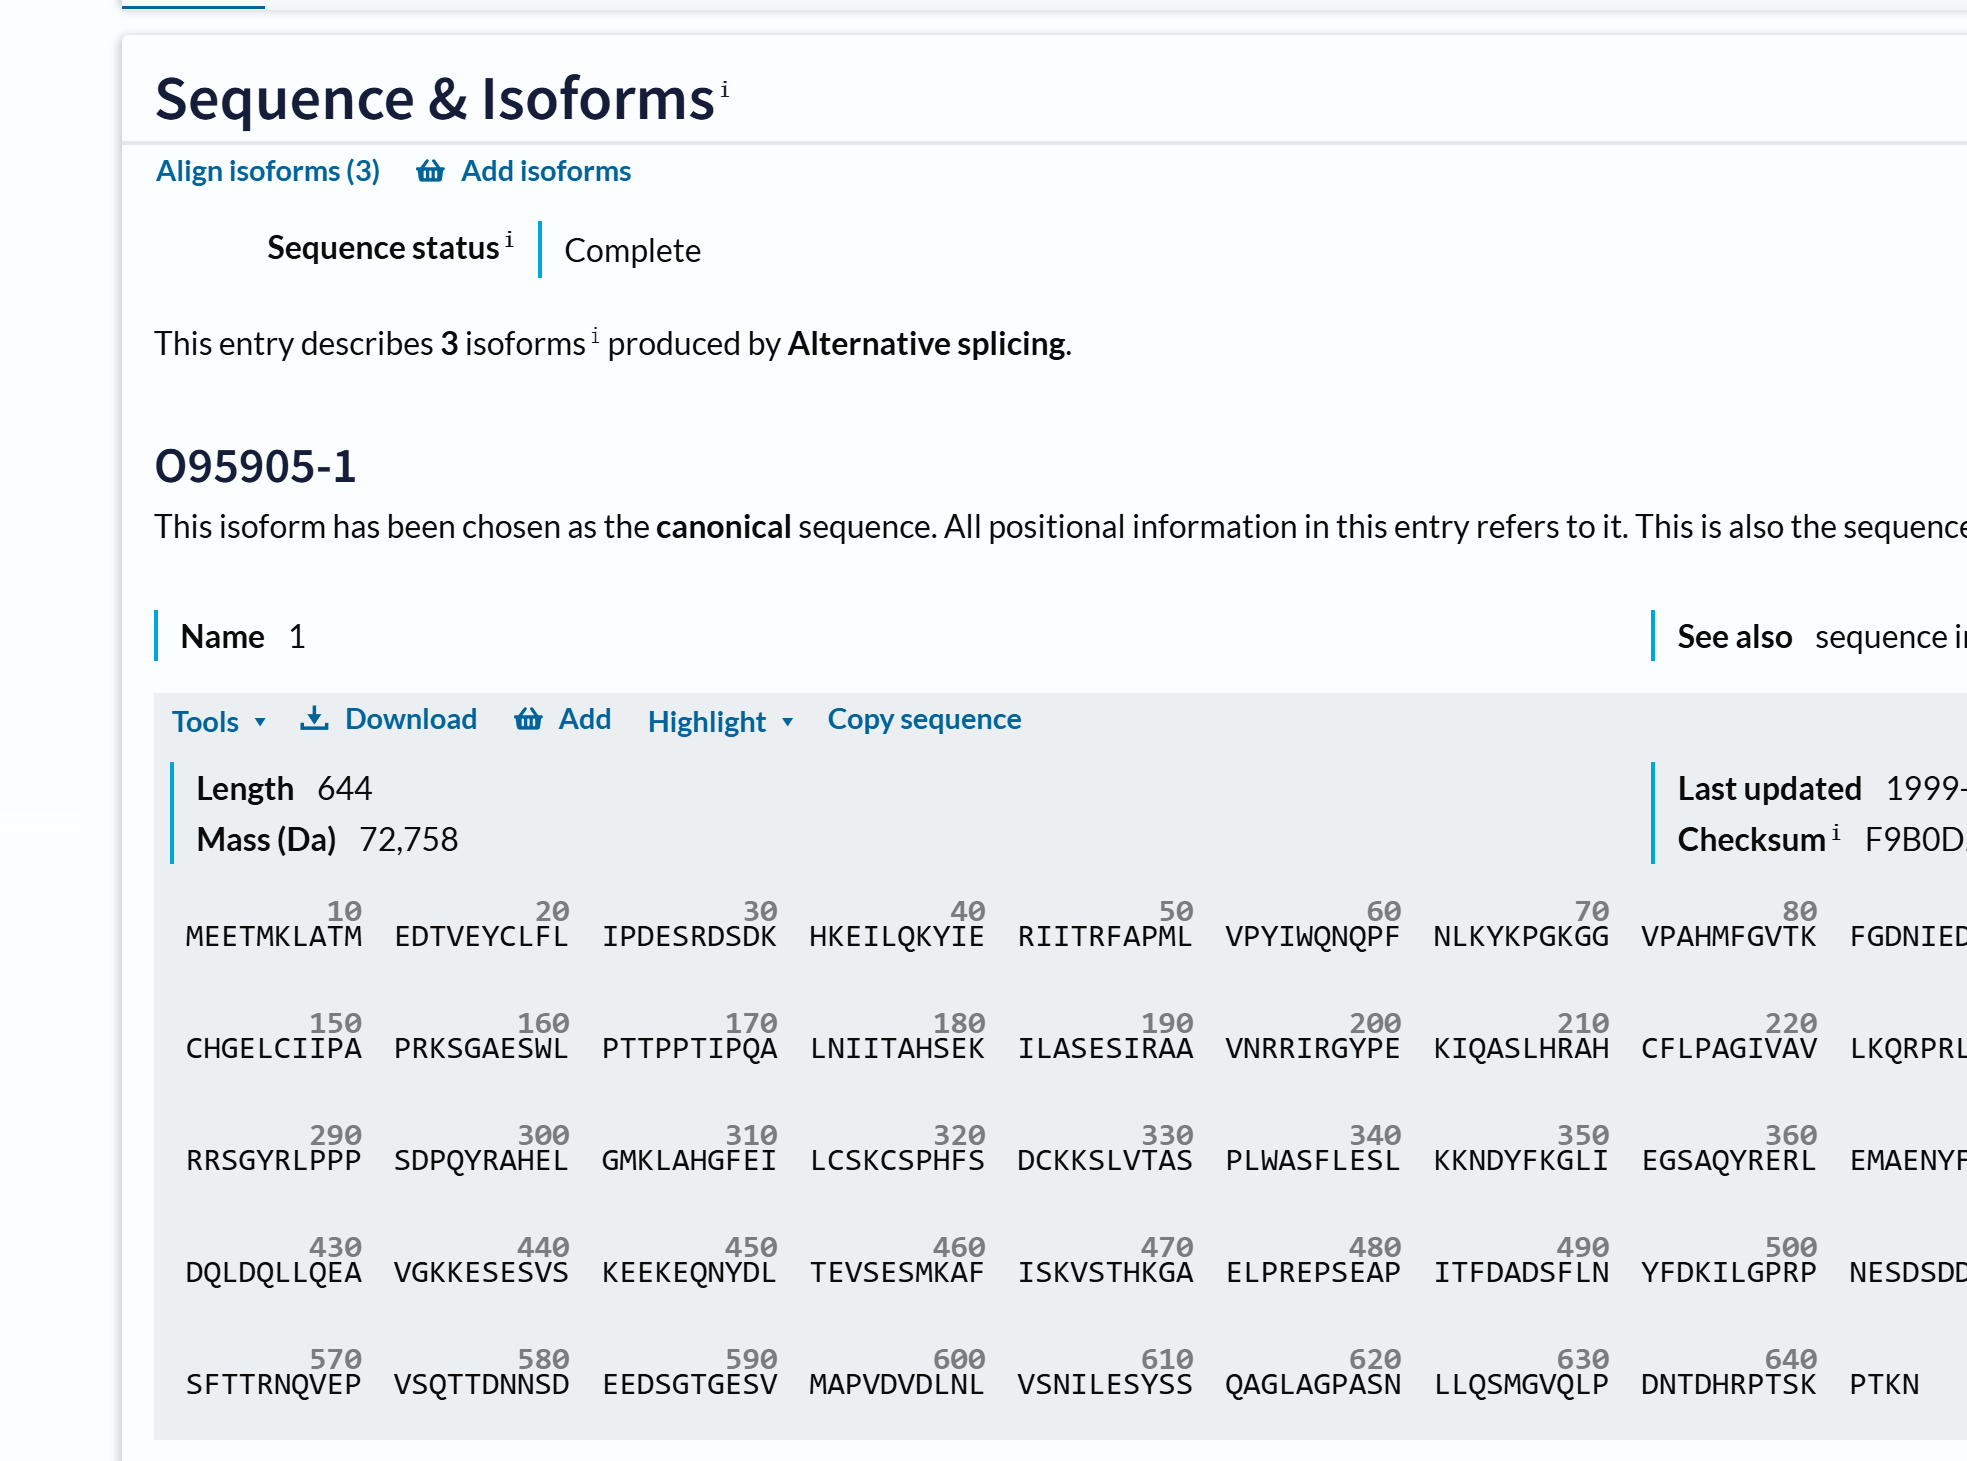 Sequence & Isoforms i
Align isoforms (3) Add isoforms
Sequence status i Complete
This entry describes 3 isoforms i produced by Alternative splicing.
O95905-1
This isoform has been chosen as the canonical sequence. All positional information in this entry refers to it. This is also the sequence
Name 1 See also sequence in
Tools Download Add Highlight Copy sequence
Length 644 Last updated 1999-
Mass (Da) 72,758 Checksum i F9B0D
10 20 30 40 50 60 70 80
MEETMKLATM EDTVEYCLFL IPDESRDSDK HKEILQKYIE RIITRFAPML VPYIWQNQPF NLKYKPGKGG VPAHMFGVTK FGDNIED
150 160 170 180 190 200 210 220
CHGELCIIPA PRKSGAESWL PTTPPTIPQA LNIITAHSEK ILASESIRAA VNRRIRGYPE KIQASLHRAH CFLPAGIVAV LKQRPRL
290 300 310 320 330 340 350 360
RRSGYRLPPP SDPQYRAHEL GMKLAHGFEI LCSKCSPHFS DCKKSLVTAS PLWASFLESL KKNDYFKGLI EGSAQYRERL EMAENYF
430 440 450 460 470 480 490 500
DQLDQLLQEA VGKKESESVS KEEKEQNYDL TEVSESMKAF ISKVSTHKGA ELPREPSEAP ITFDADSFLN YFDKILGPRP NESDSDD
570 580 590 600 610 620 630 640
SFTTRNQVEP VSQTTDNNSD EEDSGTGESV MAPVDVDLNL VSNILESYSS QAGLAGPASN LLQSMGVQLP DNTDHRPTSK PTKN